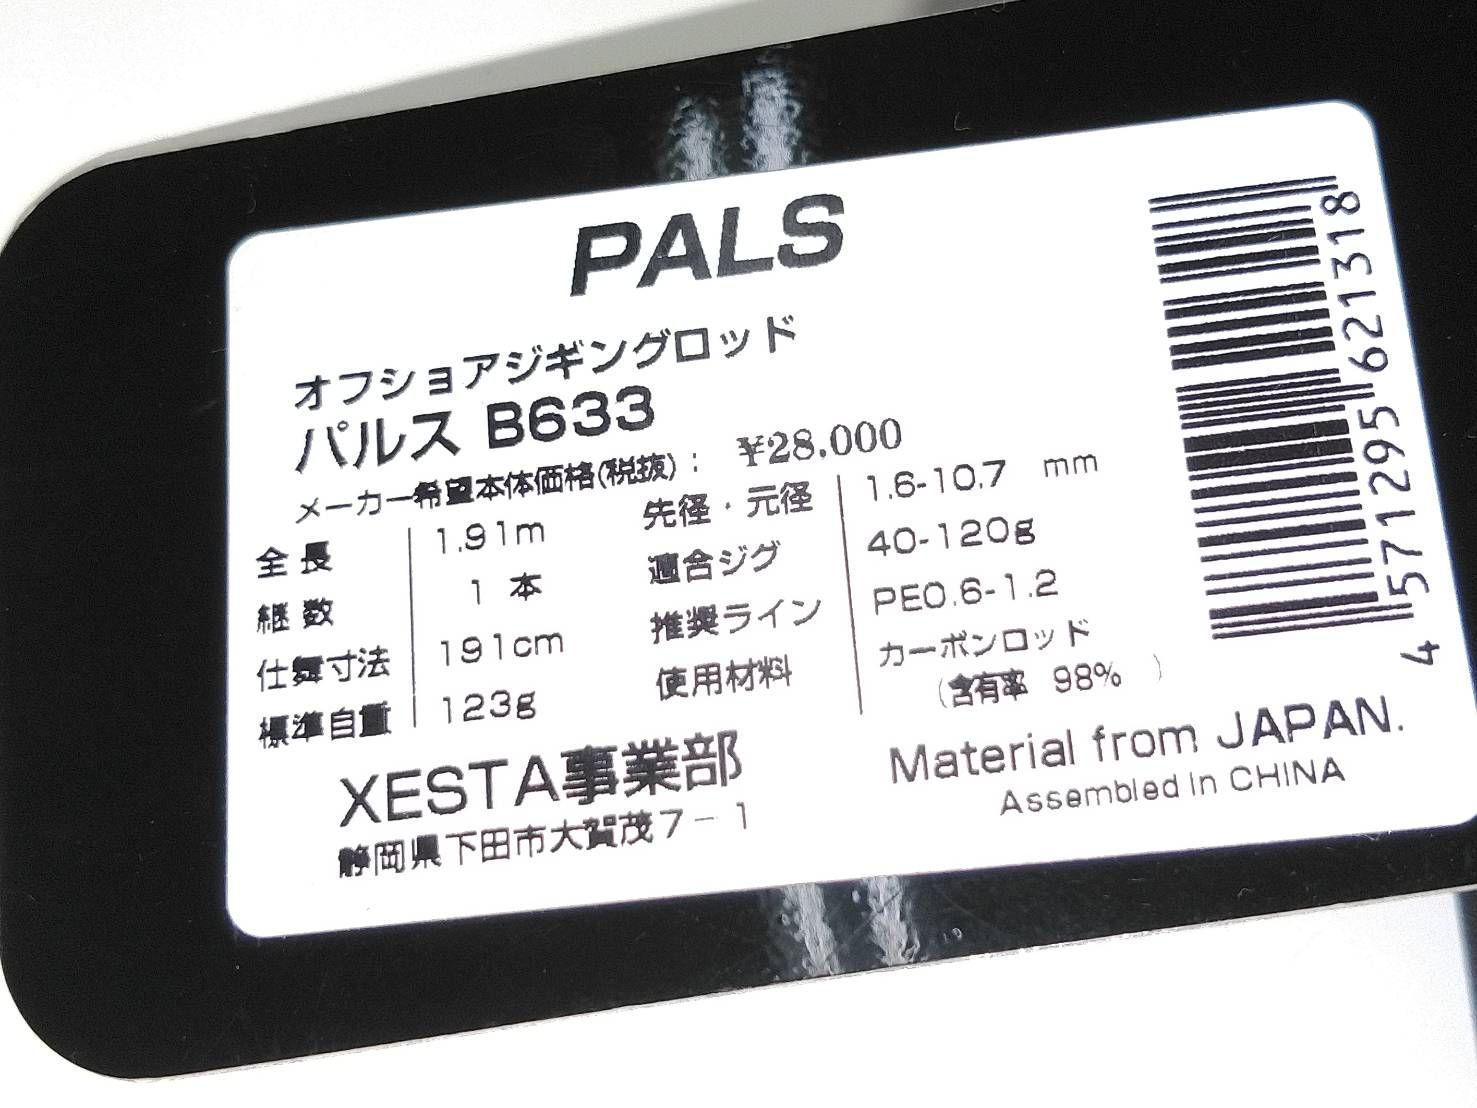 PALS
オフショアジギングロッド
パルス B633
メーカー希望本体価格(税抜): ¥28.000
全長 1.91m
継数 1 本
仕舞寸法 191cm
標準自重 123g
先径・元径 1.6-10.7 mm
適合ジグ 40-120g
推奨ライン PE0.6-1.2
使用材料 カーボンロッド
(含有率 98% )
XESTA事業部
静岡県下田市大賀茂7-1
Material from JAPAN.
Assembled In CHINA
4 571295 621318